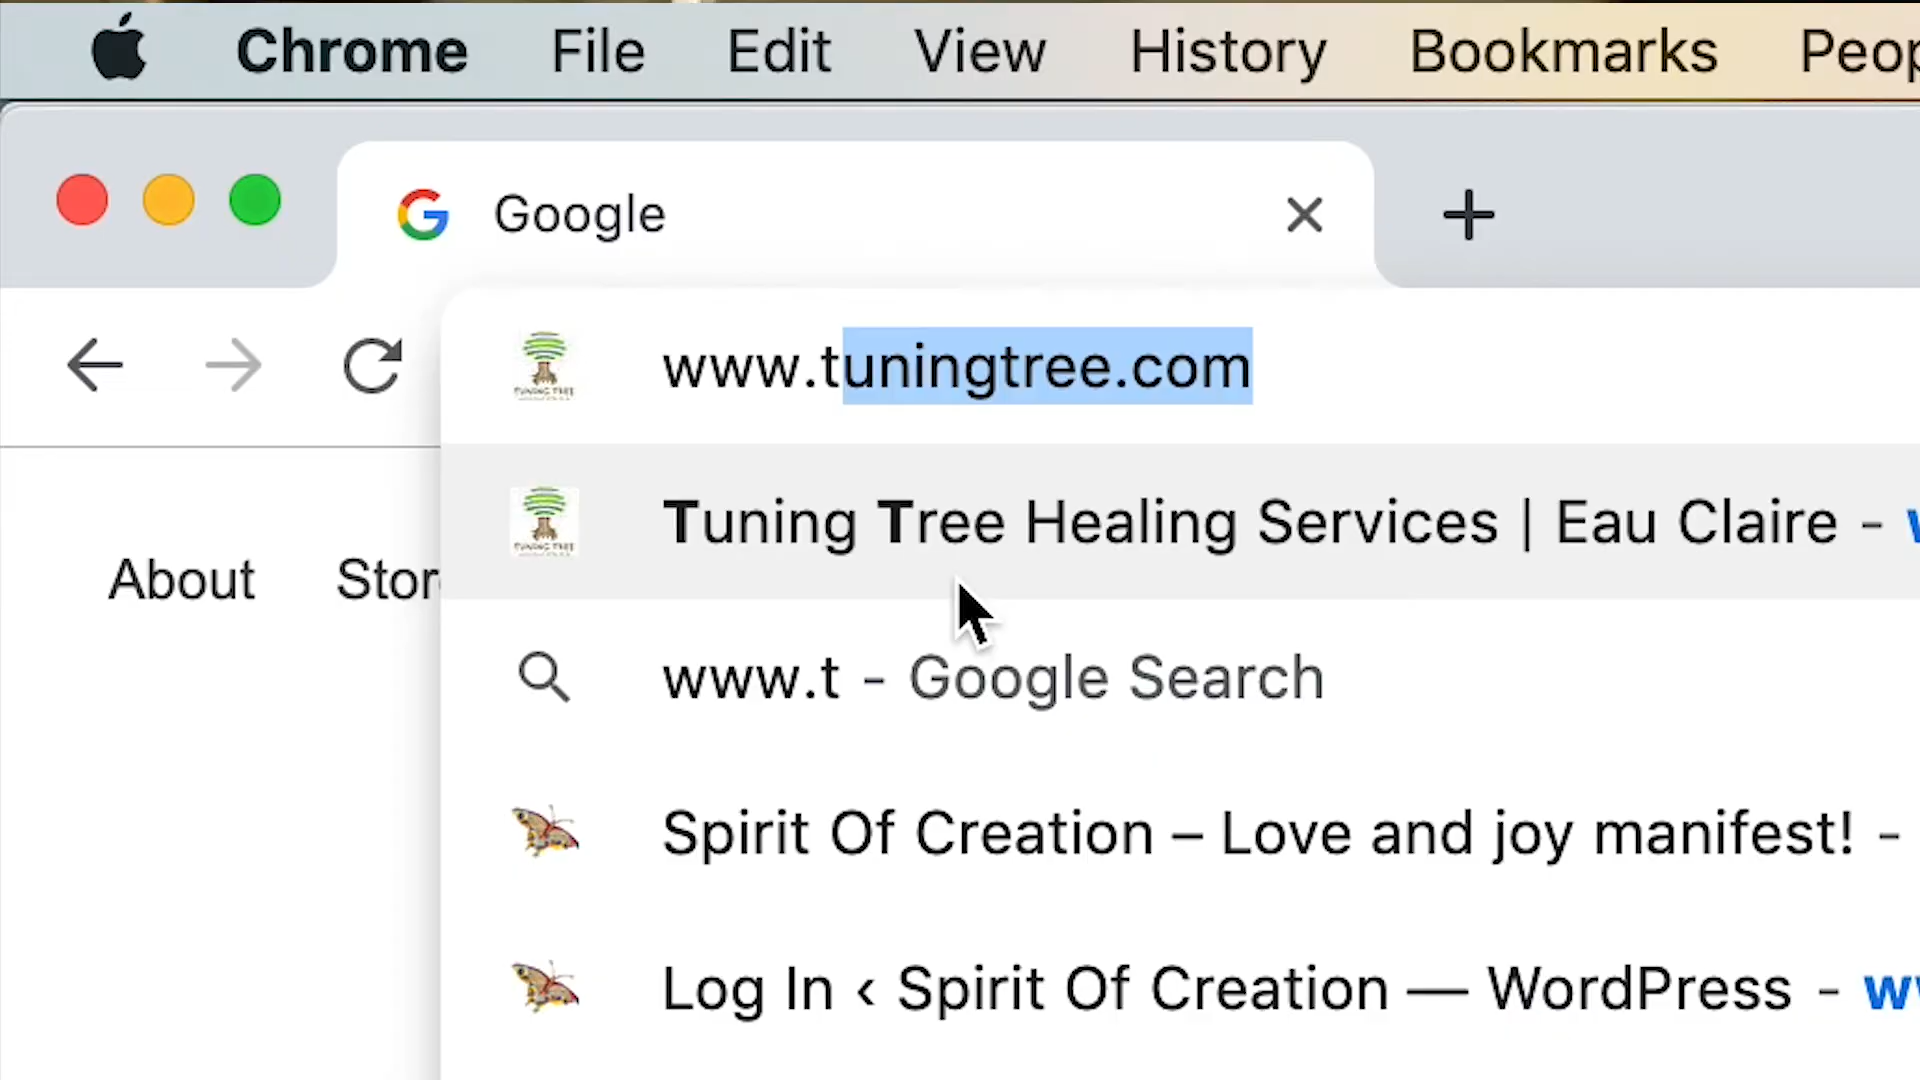 Chrome File Edit View History Bookmarks Peop
Google
www.tuningtree.com
Tuning Tree Healing Services | Eau Claire - w
About Stor
www.t - Google Search
Spirit Of Creation – Love and joy manifest! -
Log In ‹ Spirit Of Creation — WordPress - ww